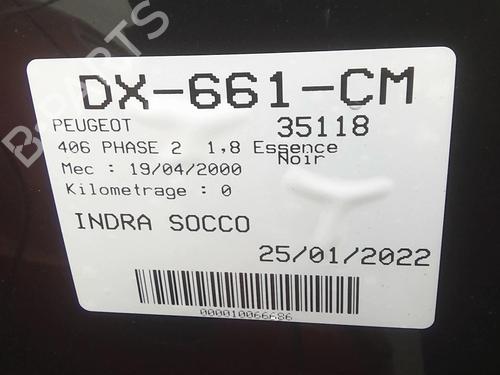 B-PARTS
DX-661-CM
PEUGEOT 35118
406 PHASE 2 1,8 Essence
Noir
Mec : 19/04/2000
Kilometrage : 0
INDRA SOCCO
25/01/2022
000010066686